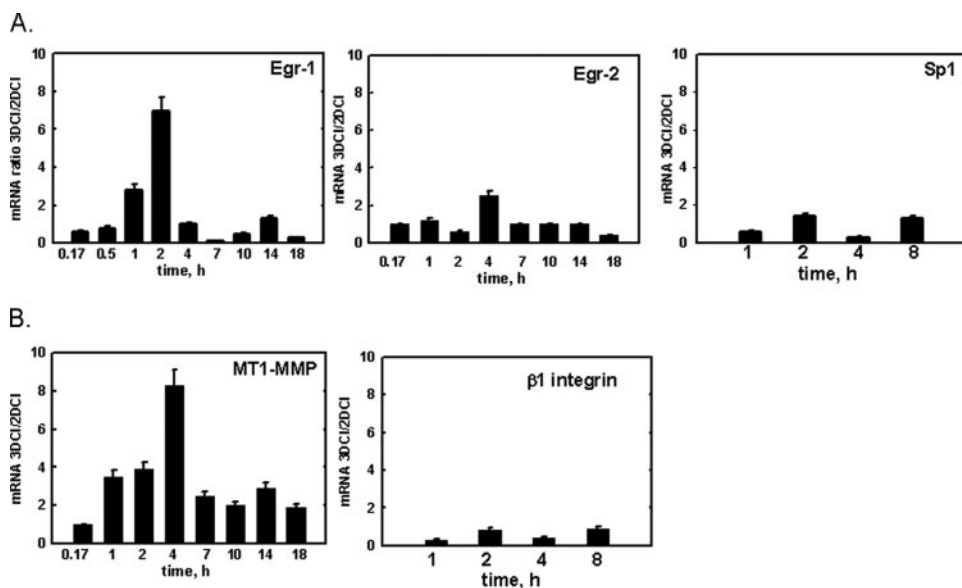 A.
Egr-1
mRNA ratio 3DCI/2DCI
10
8
6
4
2
0
0.17 0.5 1 2 4 7 10 14 18
time, h
Egr-2
mRNA 3DCI/2DCI
10
8
6
4
2
0
0.17 1 2 4 7 10 14 18
time, h
Sp1
mRNA 3DCI/2DCI
10
8
6
4
2
0
1 2 4 8
time, h
B.
MT1-MMP
mRNA 3DCI/2DCI
10
8
6
4
2
0
0.17 1 2 4 7 10 14 18
time, h
β1 integrin
mRNA 3DCI/2DCI
10
8
6
4
2
0
1 2 4 8
time, h